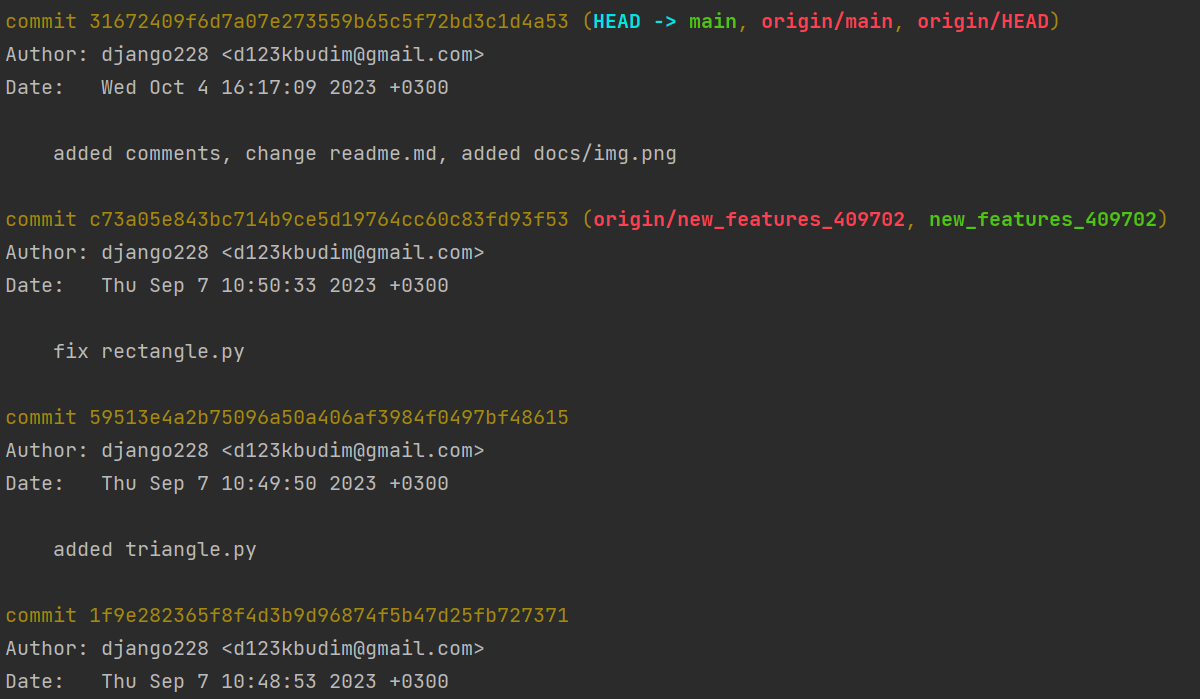 commit 31672409f6d7a07e273559b65c5f72bd3c1d4a53 (HEAD -> main, origin/main, origin/HEAD)
Author: django228 <d123kbudim@gmail.com>
Date:   Wed Oct 4 16:17:09 2023 +0300
    added comments, change readme.md, added docs/img.png
commit c73a05e843bc714b9ce5d19764cc60c83fd93f53 (origin/new_features_409702, new_features_409702)
Author: django228 <d123kbudim@gmail.com>
Date:   Thu Sep 7 10:50:33 2023 +0300
    fix rectangle.py
commit 59513e4a2b75096a50a406af3984f0497bf48615
Author: django228 <d123kbudim@gmail.com>
Date:   Thu Sep 7 10:49:50 2023 +0300
    added triangle.py
commit 1f9e282365f8f4d3b9d96874f5b47d25fb727371
Author: django228 <d123kbudim@gmail.com>
Date:   Thu Sep 7 10:48:53 2023 +0300